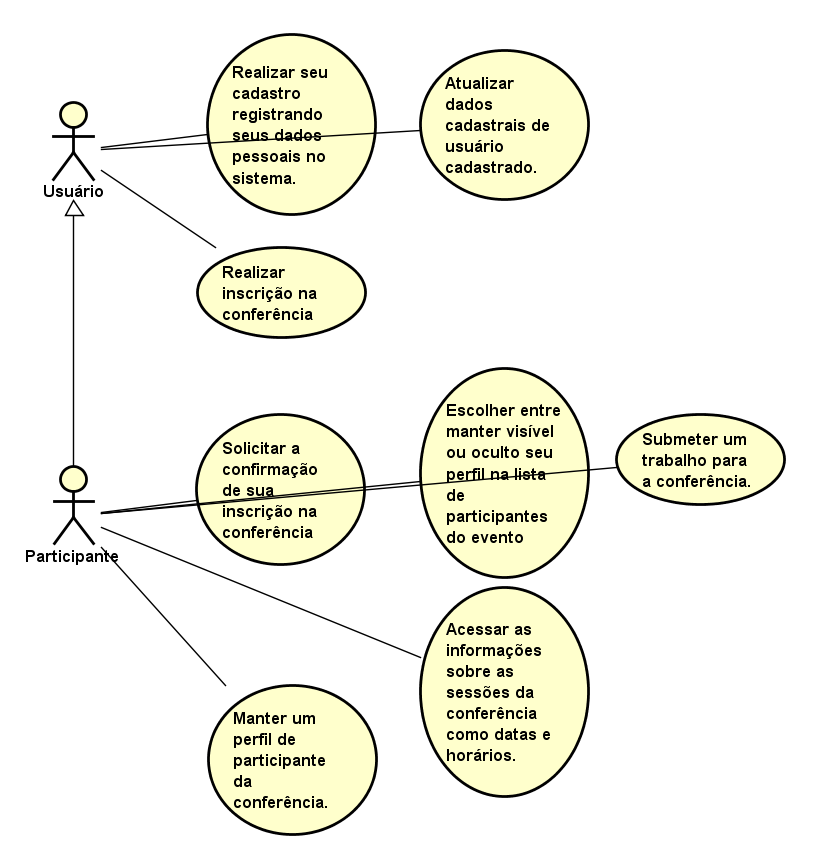 Realizar seu
cadastro
registrando
seus dados
pessoais no
sistema.
Atualizar
dados
cadastrais de
usuário
cadastrado.
Usuário
Realizar
inscrição na
conferência
Escolher entre
manter visível
ou oculto seu
perfil na lista
de
participantes
do evento
Submeter um
trabalho para
a conferência.
Solicitar a
confirmação
de sua
inscrição na
conferência
Participante
Acessar as
informações
sobre as
sessões da
conferência
como datas e
horários.
Manter um
perfil de
participante
da
conferência.